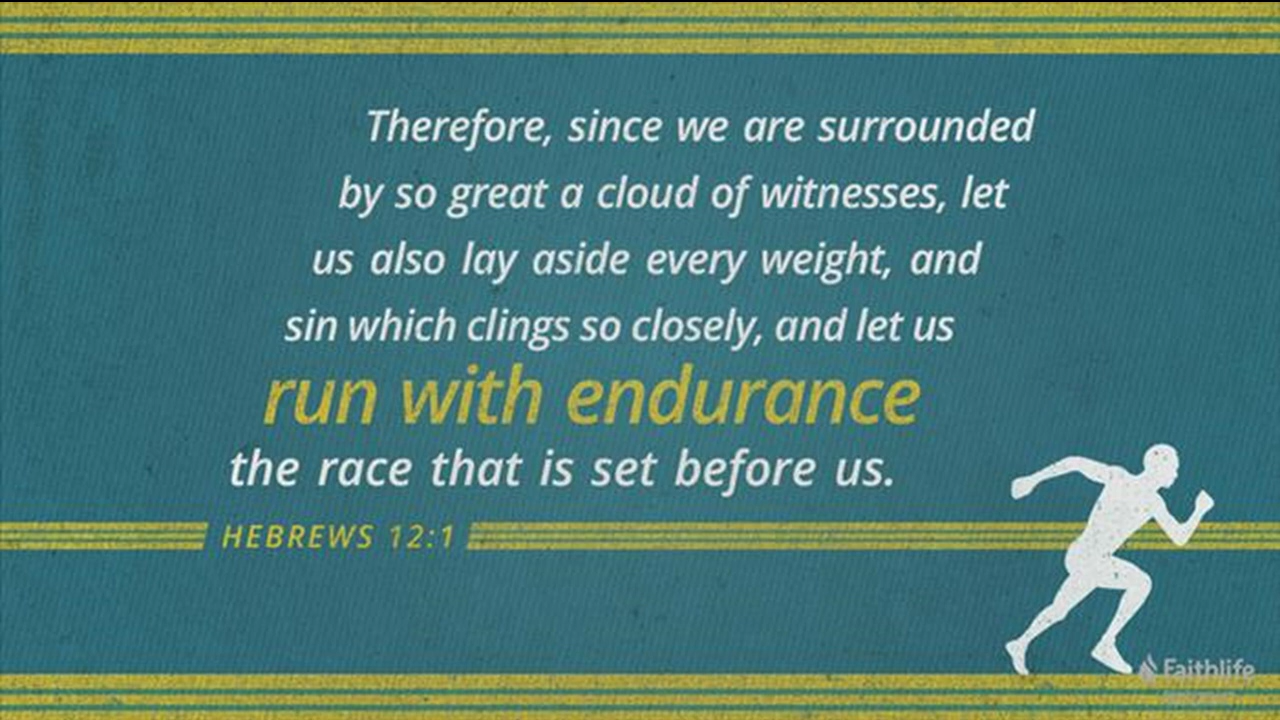 Therefore, since we are surrounded
by so great a cloud of witnesses, let
us also lay aside every weight, and
sin which clings so closely, and let us
run with endurance
the race that is set before us.
HEBREWS 12:1
Faithlife